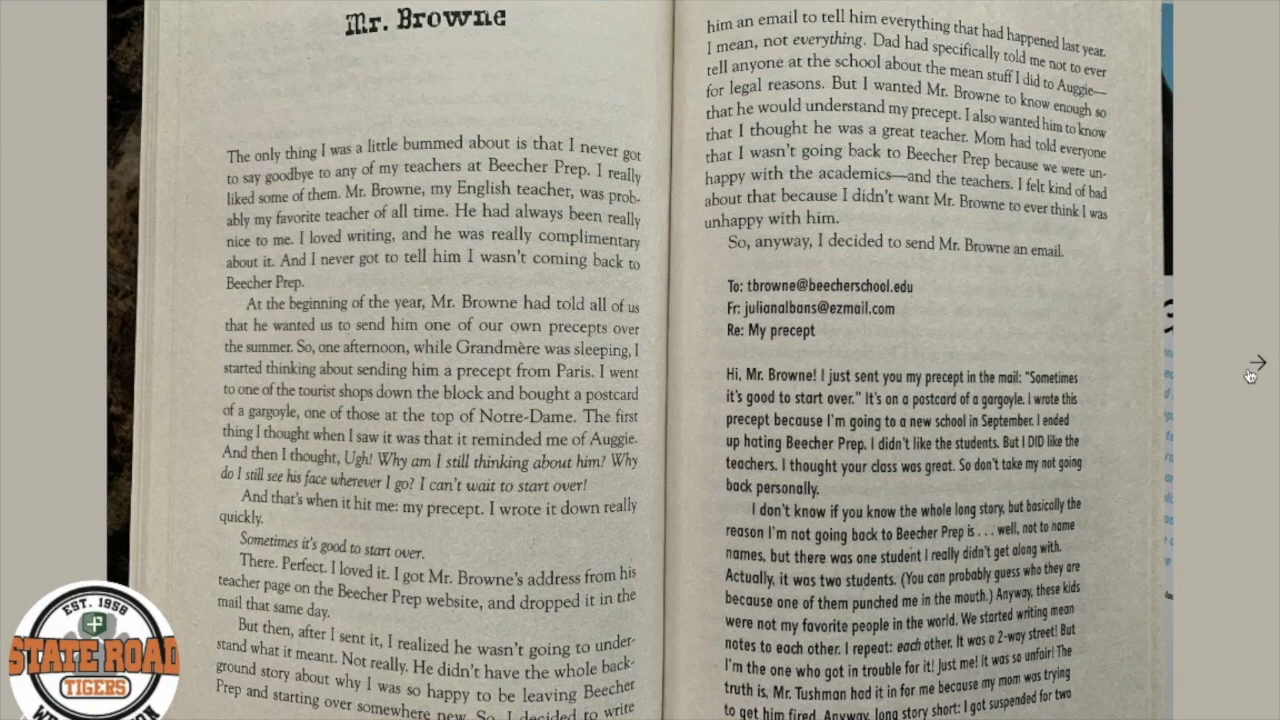 Mr. Browne
The only thing I was a little bummed about is that I never got
to say goodbye to any of my teachers at Beecher Prep. I really
liked some of them. Mr. Browne, my English teacher, was prob-
ably my favorite teacher of all time. He had always been really
nice to me. I loved writing, and he was really complimentary
about it. And I never got to tell him I wasn't coming back to
Beecher Prep.
At the beginning of the year, Mr. Browne had told all of us
that he wanted us to send him one of our own precepts over
the summer. So, one afternoon, while Grandmère was sleeping, I
started thinking about sending him a precept from Paris. I went
to one of the tourist shops down the block and bought a postcard
of a gargoyle, one of those at the top of Notre-Dame. The first
thing I thought when I saw it was that it reminded me of Auggie.
And then I thought, Ugh! Why am I still thinking about him? Why
do I still see his face wherever I go? I can't wait to start over!
And that's when it hit me: my precept. I wrote it down really
quickly.
Sometimes it's good to start over.
There. Perfect. I loved it. I got Mr. Browne's address from his
teacher page on the Beecher Prep website, and dropped it in the
mail that same day.
But then, after I sent it, I realized he wasn't going to under-
stand what it meant. Not really. He didn't have the whole back-
ground story about why I was so happy to be leaving Beecher
Prep and starting over somewhere new. So, I decided to write
him an email to tell him everything that had happened last year.
I mean, not everything. Dad had specifically told me not to ever
tell anyone at the school about the mean stuff I did to Auggie—
for legal reasons. But I wanted Mr. Browne to know enough so
that he would understand my precept. I also wanted him to know
that I thought he was a great teacher. Mom had told everyone
that I wasn't going back to Beecher Prep because we were un-
happy with the academics—and the teachers. I felt kind of bad
about that because I didn't want Mr. Browne to ever think I was
unhappy with him.
So, anyway, I decided to send Mr. Browne an email.
To: tbrowne@beecherschool.edu
Fr: julianalbans@ezmail.com
Re: My precept
Hi, Mr. Browne! I just sent you my precept in the mail: "Sometimes
it's good to start over." It's on a postcard of a gargoyle. I wrote this
precept because I'm going to a new school in September. I ended
up hating Beecher Prep. I didn't like the students. But I DID like the
teachers. I thought your class was great. So don't take my not going
back personally.
I don't know if you know the whole long story, but basically the
reason I'm not going back to Beecher Prep is . . . well, not to name
names, but there was one student I really didn't get along with.
Actually, it was two students. (You can probably guess who they are
because one of them punched me in the mouth.) Anyway, these kids
were not my favorite people in the world. We started writing mean
notes to each other. I repeat: each other. It was a 2-way street! But
I'm the one who got in trouble for it! Just me! It was so unfair! The
truth is, Mr. Tushman had it in for me because my mom was trying
to get him fired. Anyway, long story short: I got suspended for two
EST. 1956
STATE ROAD
TIGERS